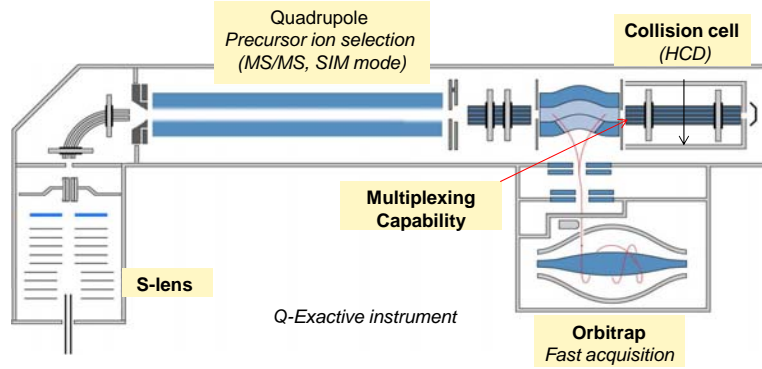 Quadrupole
Precursor ion selection
(MS/MS, SIM mode)
Collision cell
(HCD)
Multiplexing
Capability
S-lens
Q-Exactive instrument
Orbitrap
Fast acquisition